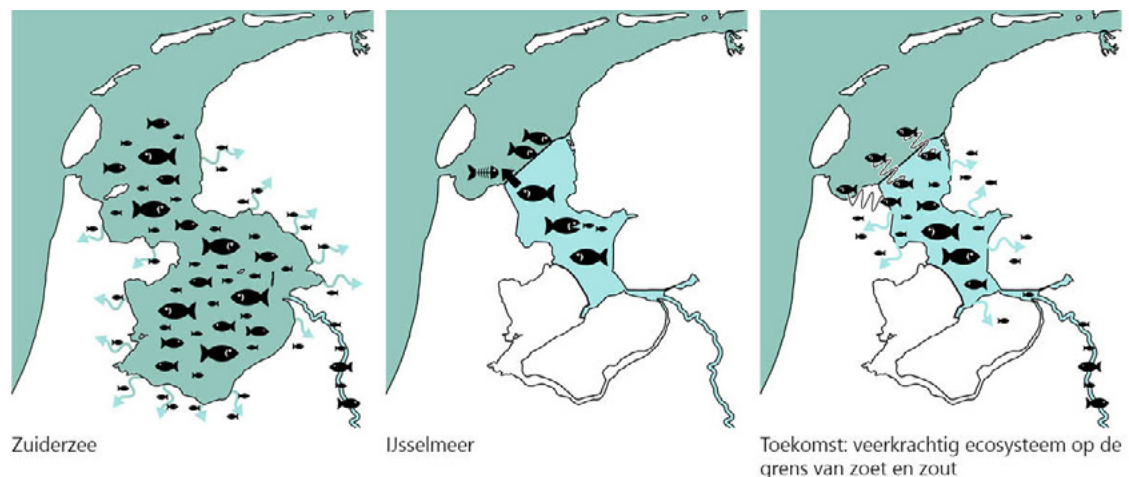 Zuiderzee
IJsselmeer
Toekomst: veerkrachtig ecosysteem op de
grens van zoet en zout